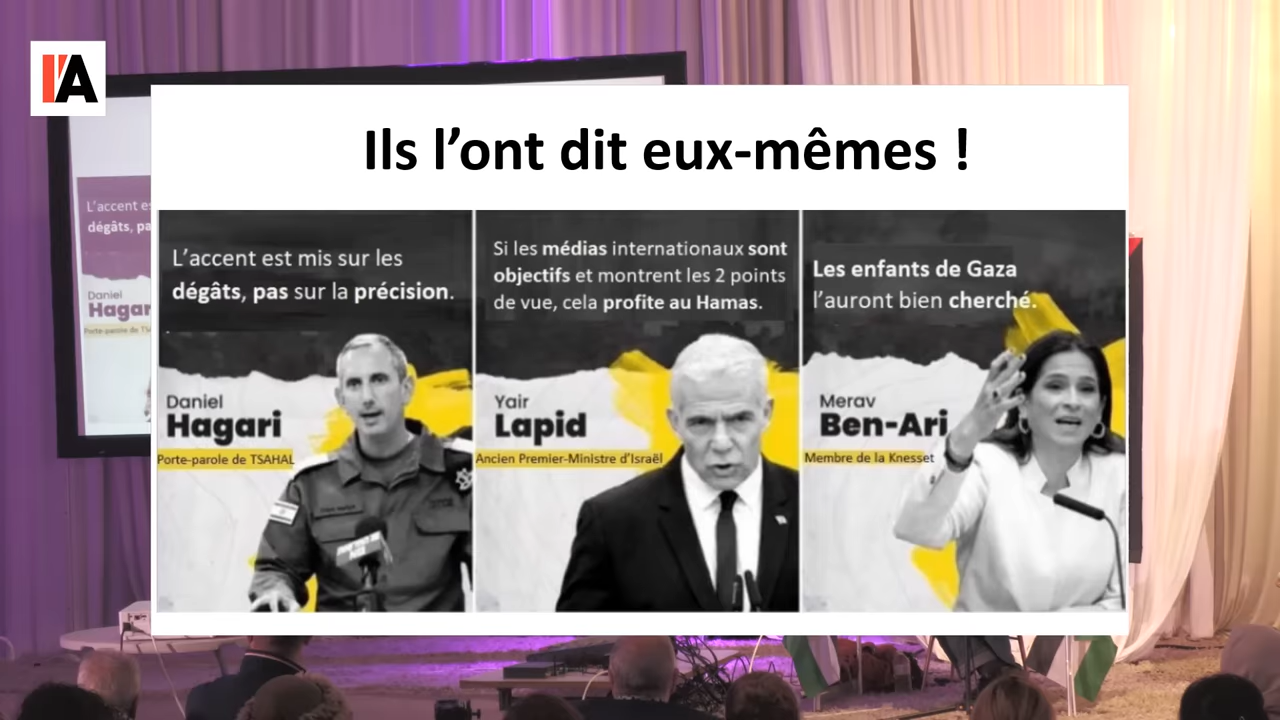 I'A
Ils l'ont dit eux-mêmes !
L'accent est mis sur les
dégâts, pas sur la précision.
Daniel
Hagari
Porte-parole de TSAHAL
Si les médias internationaux sont
objectifs et montrent les 2 points
de vue, cela profite au Hamas.
Yair
Lapid
Ancien Premier-Ministre d'Israël
Les enfants de Gaza
l'auront bien cherché.
Merav
Ben-Ari
Membre de la Knesset
L'accent es
dégâts, pa
Daniel
Hagar